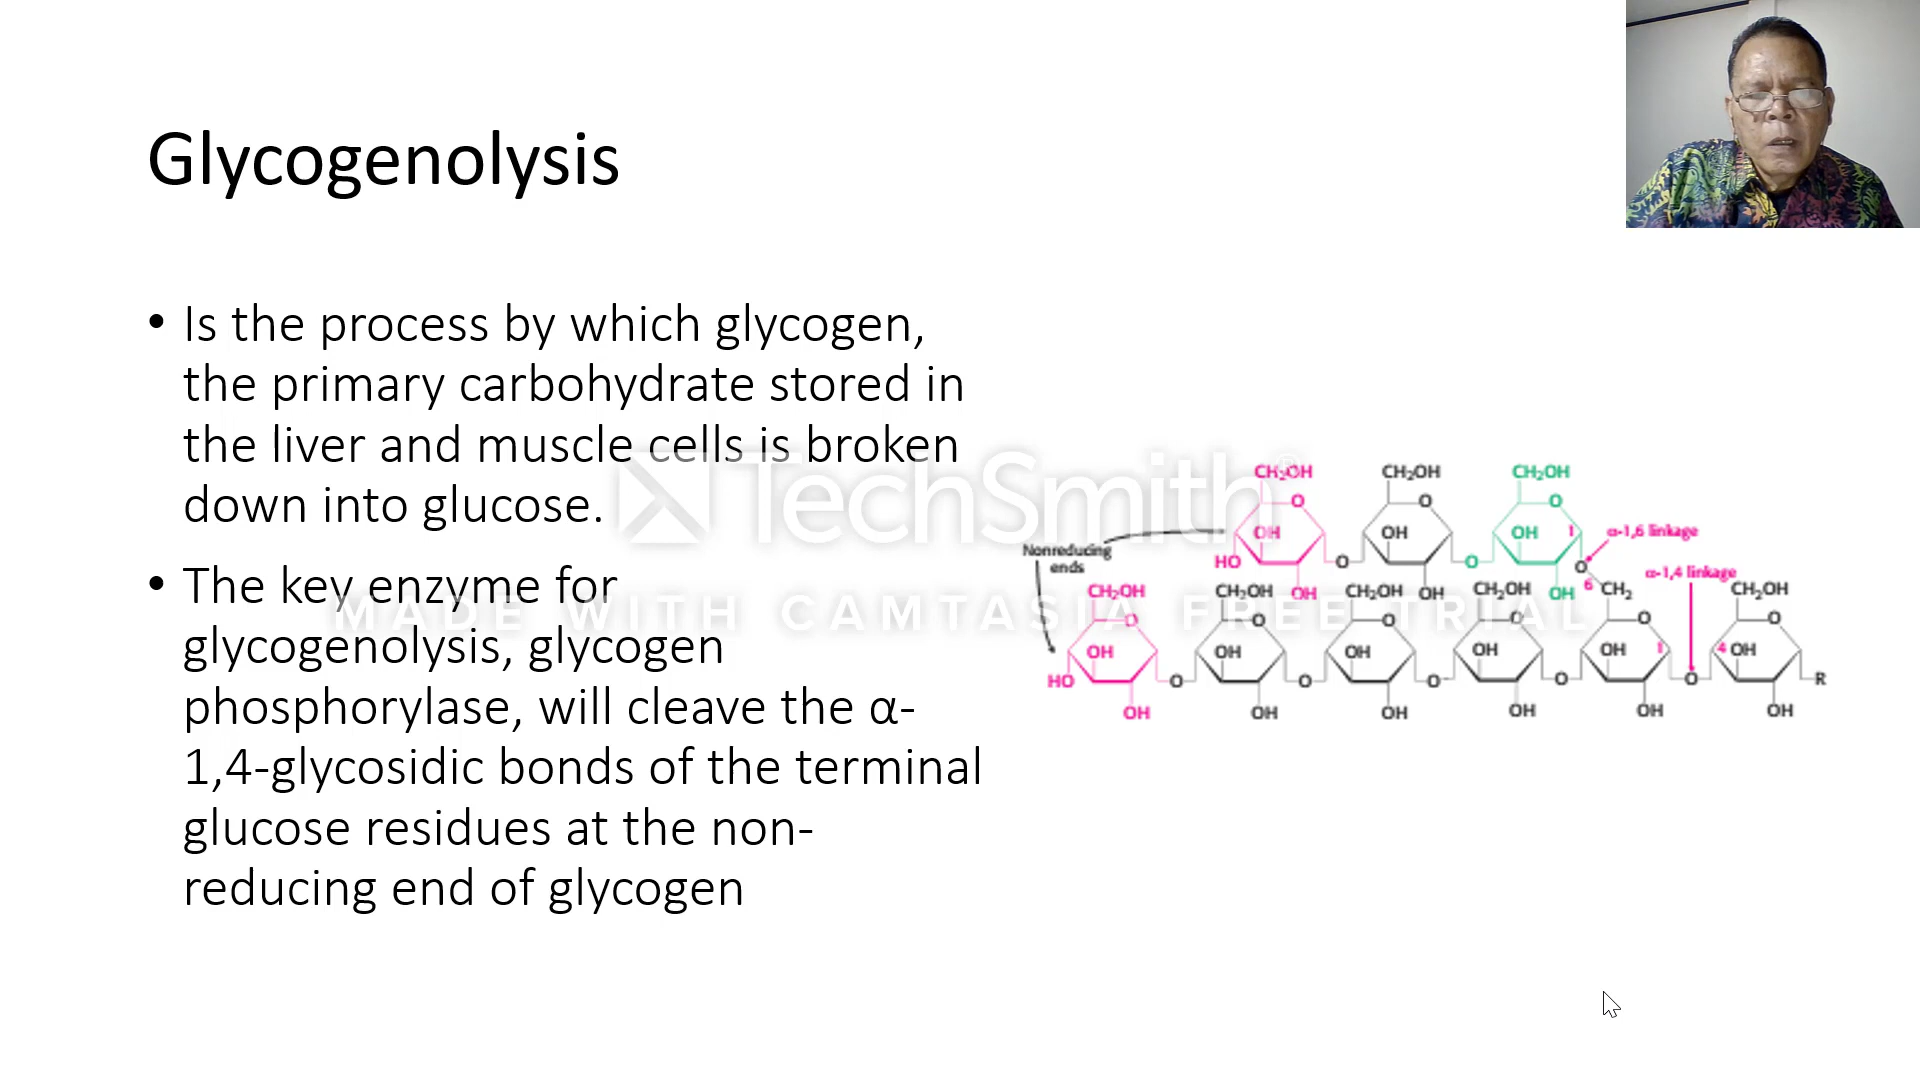 Glycogenolysis
• Is the process by which glycogen,
the primary carbohydrate stored in
the liver and muscle cells is broken
down into glucose.
• The key enzyme for
glycogenolysis, glycogen
phosphorylase, will cleave the α-
1,4-glycosidic bonds of the terminal
glucose residues at the non-
reducing end of glycogen
TechSmith®
MADE WITH CAMTASIA FREE TRIAL
CH₂OH CH₂OH CH₂OH
O O O
OH OH OH 1 α-1,6 linkage
Nonreducing
ends
HO O O O
α-1,4 linkage
OH OH OH 6
CH₂OH CH₂OH CH₂OH CH₂OH CH₂ CH₂OH
O O O O O O
OH OH OH OH OH 1 4 OH
HO O O O O O R
OH OH OH OH OH OH